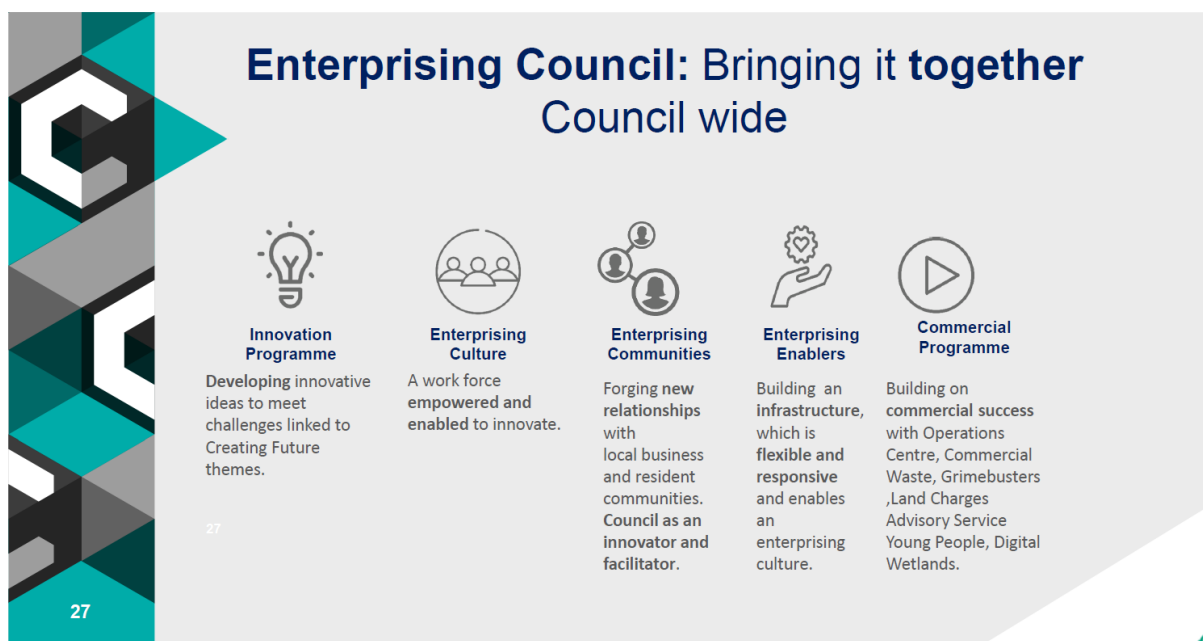 Enterprising Council: Bringing it together
Council wide
Innovation
Programme
Developing innovative
ideas to meet
challenges linked to
Creating Future
themes.
Enterprising
Culture
A work force
empowered and
enabled to innovate.
Enterprising
Communities
Forging new
relationships
with
local business
and resident
communities.
Council as an
innovator and
facilitator.
Enterprising
Enablers
Building an
infrastructure,
which is
flexible and
responsive
and enables
an
enterprising
culture.
Commercial
Programme
Building on
commercial success
with Operations
Centre, Commercial
Waste, Grimebusters
,Land Charges
Advisory Service
Young People, Digital
Wetlands.
27
27